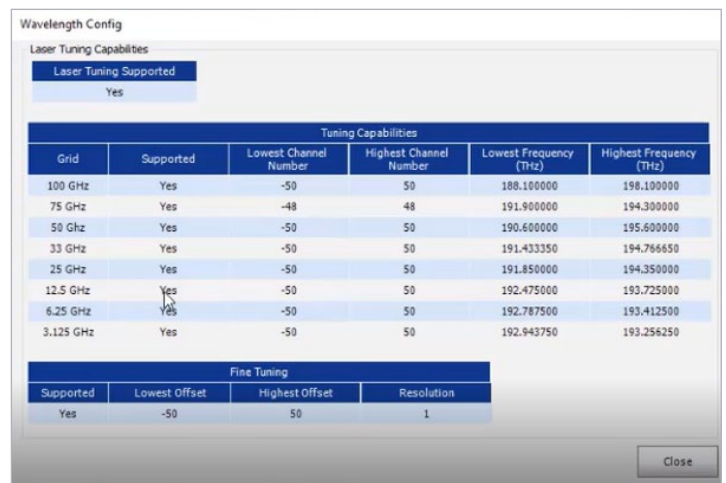 Wavelength Config
Laser Tuning Capabilities
Laser Tuning Supported
Yes
Tuning Capabilities
Grid Supported Lowest Channel Number Highest Channel Number Lowest Frequency (THz) Highest Frequency (THz)
100 GHz Yes -50 50 188.100000 198.100000
75 GHz Yes -48 48 191.900000 194.300000
50 Ghz Yes -50 50 190.600000 195.600000
33 GHz Yes -50 50 191.433350 194.766650
25 GHz Yes -50 50 191.850000 194.350000
12.5 GHz Yes -50 50 192.475000 193.725000
6.25 GHz Yes -50 50 192.787500 193.412500
3.125 GHz Yes -50 50 192.943750 193.256250
Fine Tuning
Supported Lowest Offset Highest Offset Resolution
Yes -50 50 1
Close